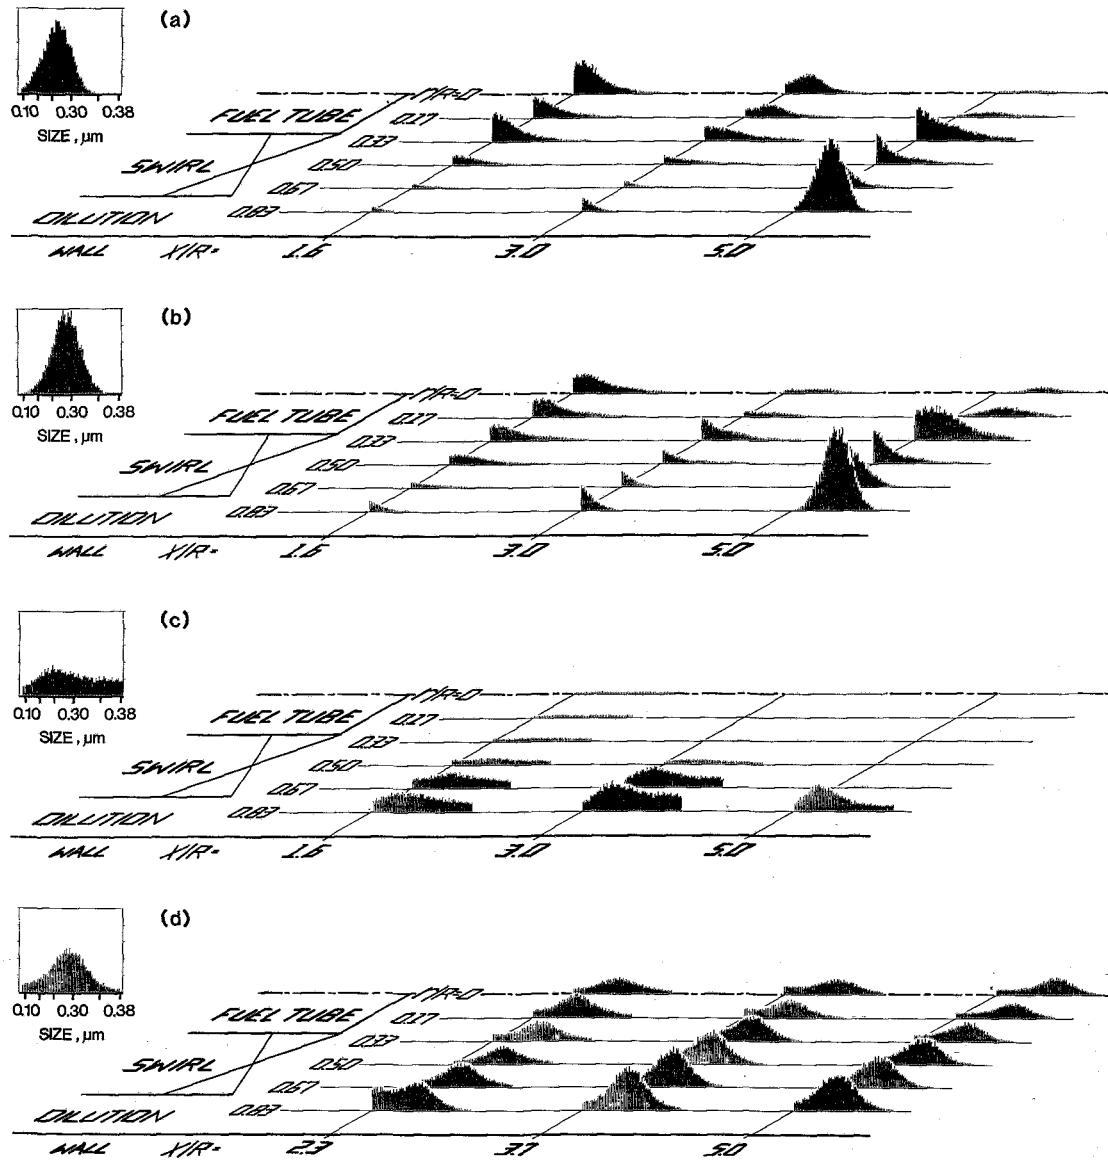 (a)
0.10 0.30 0.38
SIZE, μm
r/R=0
FUEL TUBE
0.17
0.33
SWIRL
0.50
0.67
DILUTION
0.83
WALL X/R= 1.6 3.0 5.0
(b)
0.10 0.30 0.38
SIZE, μm
r/R=0
FUEL TUBE
0.17
0.33
SWIRL
0.50
0.67
DILUTION
0.83
WALL X/R= 1.6 3.0 5.0
(c)
0.10 0.30 0.38
SIZE, μm
r/R=0
FUEL TUBE
0.17
0.33
SWIRL
0.50
0.67
DILUTION
0.83
WALL X/R= 1.6 3.0 5.0
(d)
0.10 0.30 0.38
SIZE, μm
r/R=0
FUEL TUBE
0.17
0.33
SWIRL
0.50
0.67
DILUTION
0.83
WALL X/R= 2.3 3.7 5.0